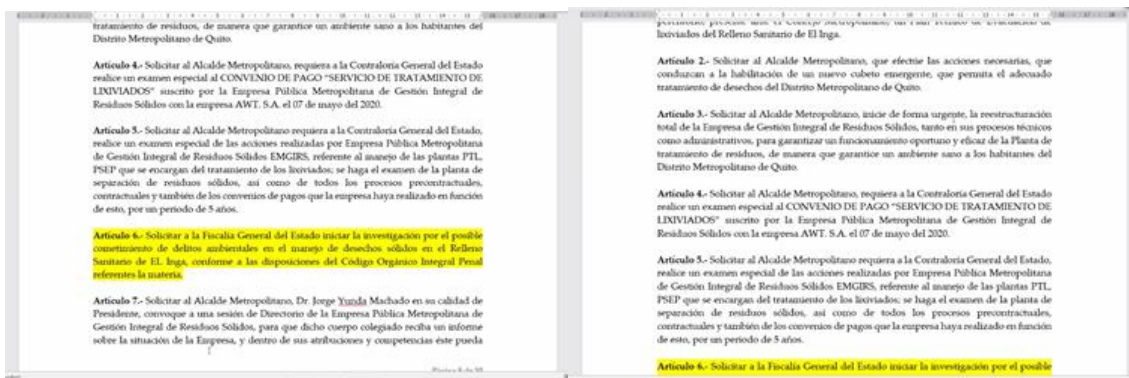 tratamiento de residuos, de manera que garantice un ambiente sano a los habitantes del
Distrito Metropolitano de Quito.
Artículo 4.- Solicitar al Alcalde Metropolitano, requiera a la Contraloría General del Estado
realice un examen especial al CONVENIO DE PAGO "SERVICIO DE TRATAMIENTO DE
LIXIVIADOS" suscrito por la Empresa Pública Metropolitana de Gestión Integral de
Residuos Sólidos con la empresa AWT. S.A. el 07 de mayo del 2020.
Artículo 5.- Solicitar al Alcalde Metropolitano requiera a la Contraloría General del Estado,
realice un examen especial de las acciones realizadas por Empresa Pública Metropolitana
de Gestión Integral de Residuos Sólidos EMGIRS, referente al manejo de las plantas PTL,
PSEP que se encargan del tratamiento de los lixiviados; se haga el examen de la planta de
separación de residuos sólidos, así como de todos los procesos precontractuales,
contractuales y también de los convenios de pagos que la empresa haya realizado en función
de esto, por un periodo de 5 años.
Artículo 6.- Solicitar a la Fiscalía General del Estado iniciar la investigación por el posible
cometimiento de delitos ambientales en el manejo de desechos sólidos en el Relleno
Sanitario de EL Inga, conforme a las disposiciones del Código Orgánico Integral Penal
referentes la materia.
Artículo 7.- Solicitar al Alcalde Metropolitano, Dr. Jorge Yunda Machado en su calidad de
Presidente, convoque a una sesión de Directorio de la Empresa Pública Metropolitana de
Gestión Integral de Residuos Sólidos, para que dicho cuerpo colegiado reciba un informe
sobre la situación de la Empresa, y dentro de sus atribuciones y competencias éste pueda
lixiviados del Relleno Sanitario de El Inga.
Artículo 2.- Solicitar al Alcalde Metropolitano, que efectúe las acciones necesarias, que
conduzcan a la habilitación de un nuevo cubeto emergente, que permita el adecuado
tratamiento de desechos del Distrito Metropolitano de Quito.
Artículo 3.- Solicitar al Alcalde Metropolitano, inicie de forma urgente, la reestructuración
total de la Empresa de Gestión Integral de Residuos Sólidos, tanto en sus procesos técnicos
como administrativos, para garantizar un funcionamiento oportuno y eficaz de la Planta de
tratamiento de residuos, de manera que garantice un ambiente sano a los habitantes del
Distrito Metropolitano de Quito.
Artículo 4.- Solicitar al Alcalde Metropolitano, requiera a la Contraloría General del Estado
realice un examen especial al CONVENIO DE PAGO "SERVICIO DE TRATAMIENTO DE
LIXIVIADOS" suscrito por la Empresa Pública Metropolitana de Gestión Integral de
Residuos Sólidos con la empresa AWT. S.A. el 07 de mayo del 2020.
Artículo 5.- Solicitar al Alcalde Metropolitano requiera a la Contraloría General del Estado,
realice un examen especial de las acciones realizadas por Empresa Pública Metropolitana
de Gestión Integral de Residuos Sólidos EMGIRS, referente al manejo de las plantas PTL,
PSEP que se encargan del tratamiento de los lixiviados; se haga el examen de la planta de
separación de residuos sólidos, así como de todos los procesos precontractuales,
contractuales y también de los convenios de pagos que la empresa haya realizado en función
de esto, por un periodo de 5 años.
Artículo 6.- Solicitar a la Fiscalía General del Estado iniciar la investigación por el posible